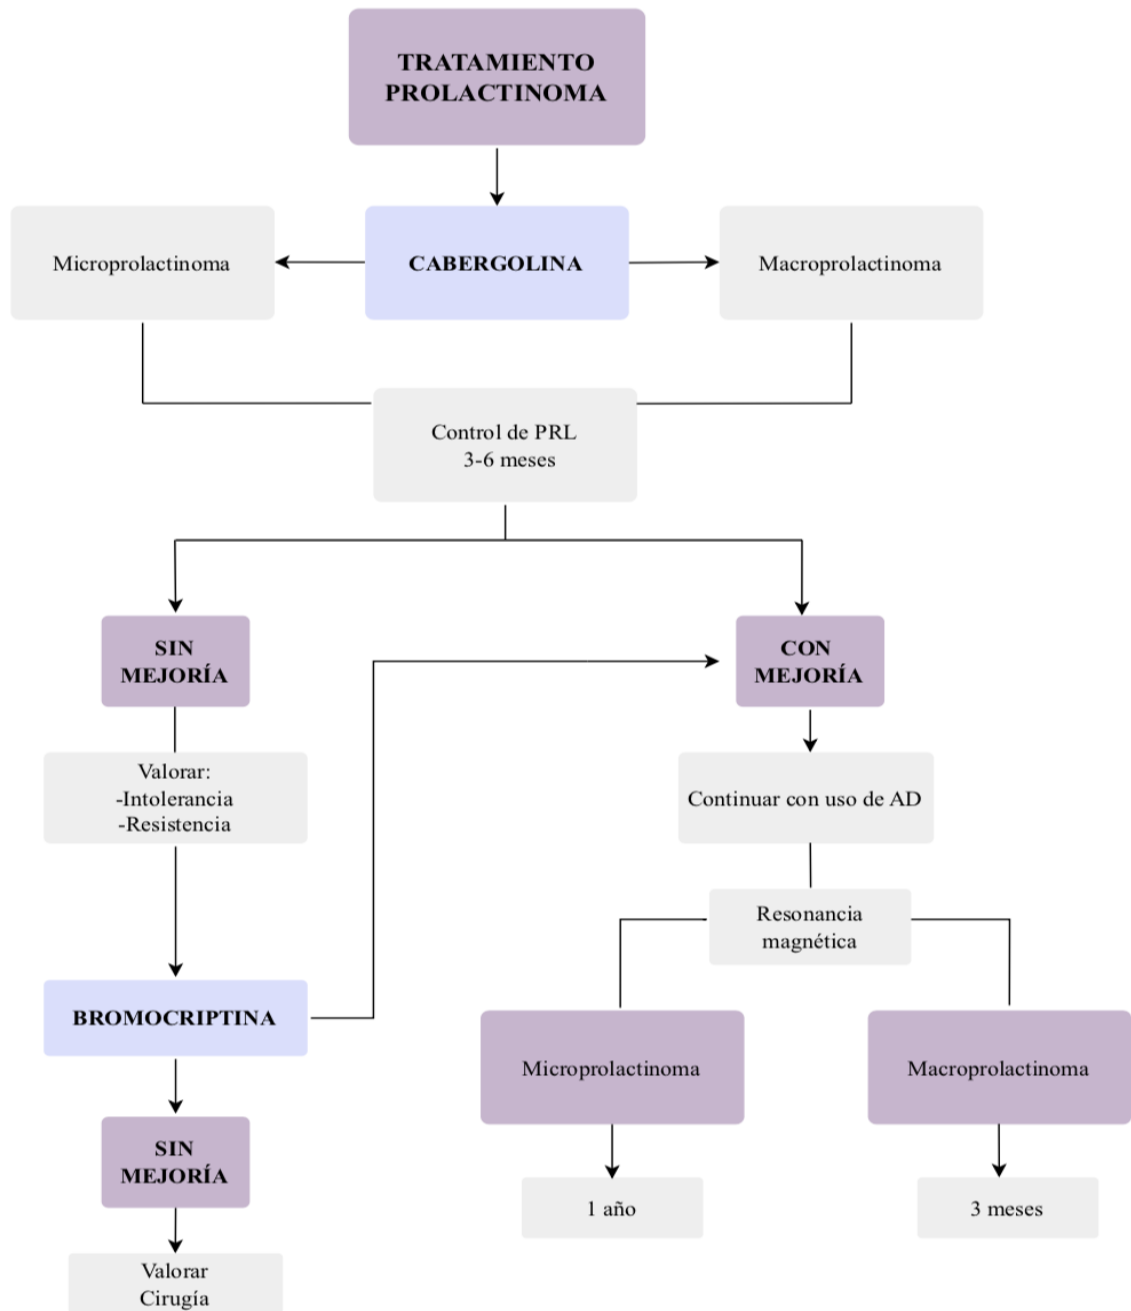 TRATAMIENTO
PROLACTINOMA
Microprolactinoma
CABERGOLINA
Macroprolactinoma
Control de PRL
3-6 meses
SIN
MEJORÍA
CON
MEJORÍA
Valorar:
-Intolerancia
-Resistencia
Continuar con uso de AD
Resonancia
magnética
BROMOCRIPTINA
Microprolactinoma
Macroprolactinoma
SIN
MEJORÍA
1 año
3 meses
Valorar
Cirugía